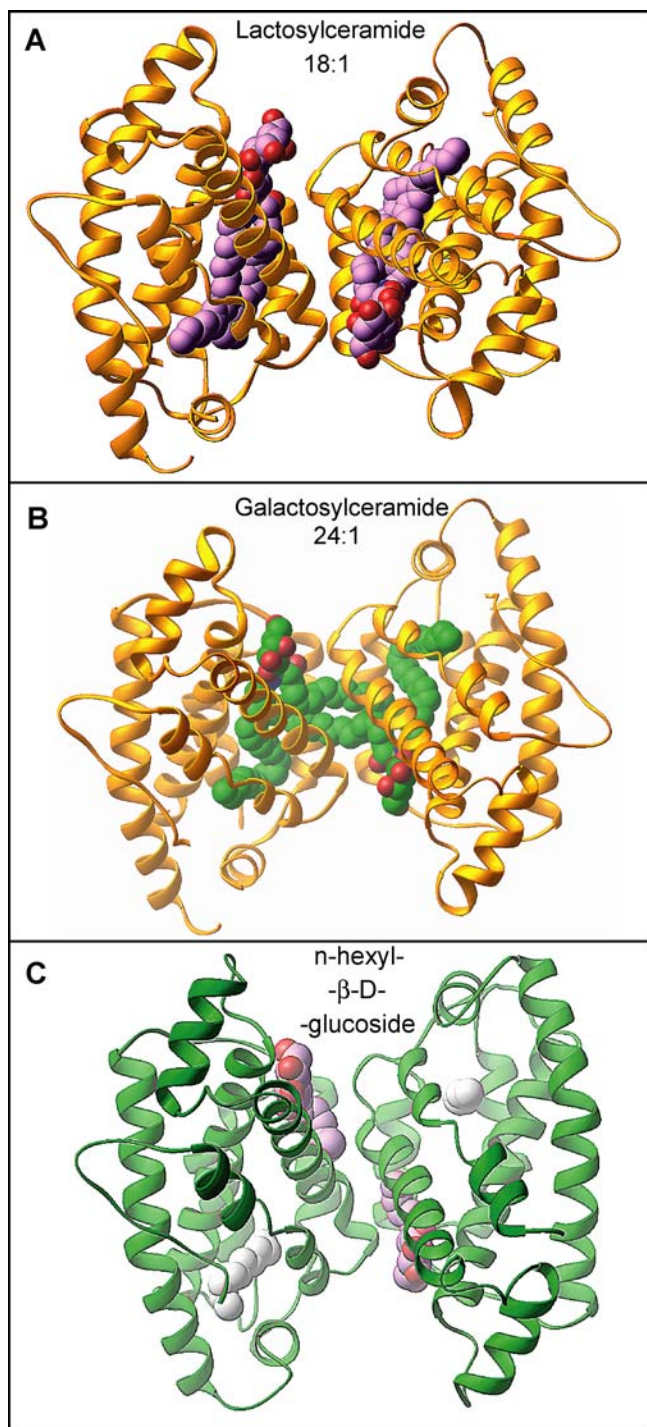 A
Lactosylceramide
18:1
B
Galactosylceramide
24:1
C
n-hexyl-
-β-D-
-glucoside